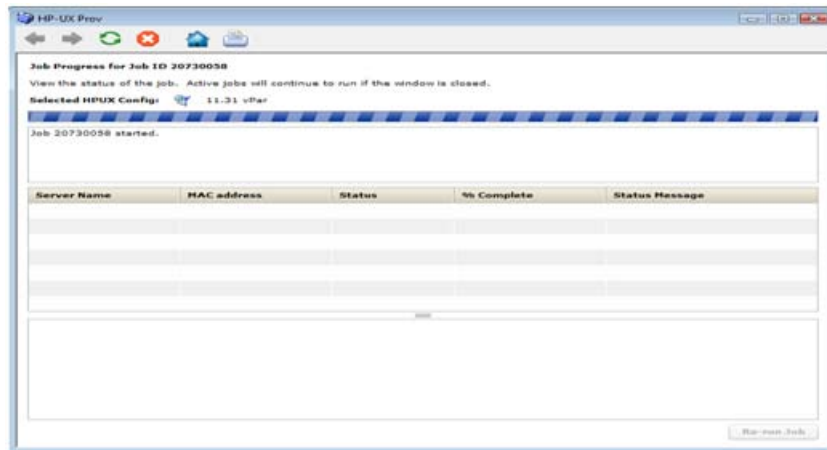 HP-UX Prov
Job Progress for Job ID 20730058
View the status of the job. Active jobs will continue to run if the window is closed.
Selected HPUX Config: 11.31 vPar
Job 20730058 started.
Server Name MAC address Status % Complete Status Message
Re-run Job